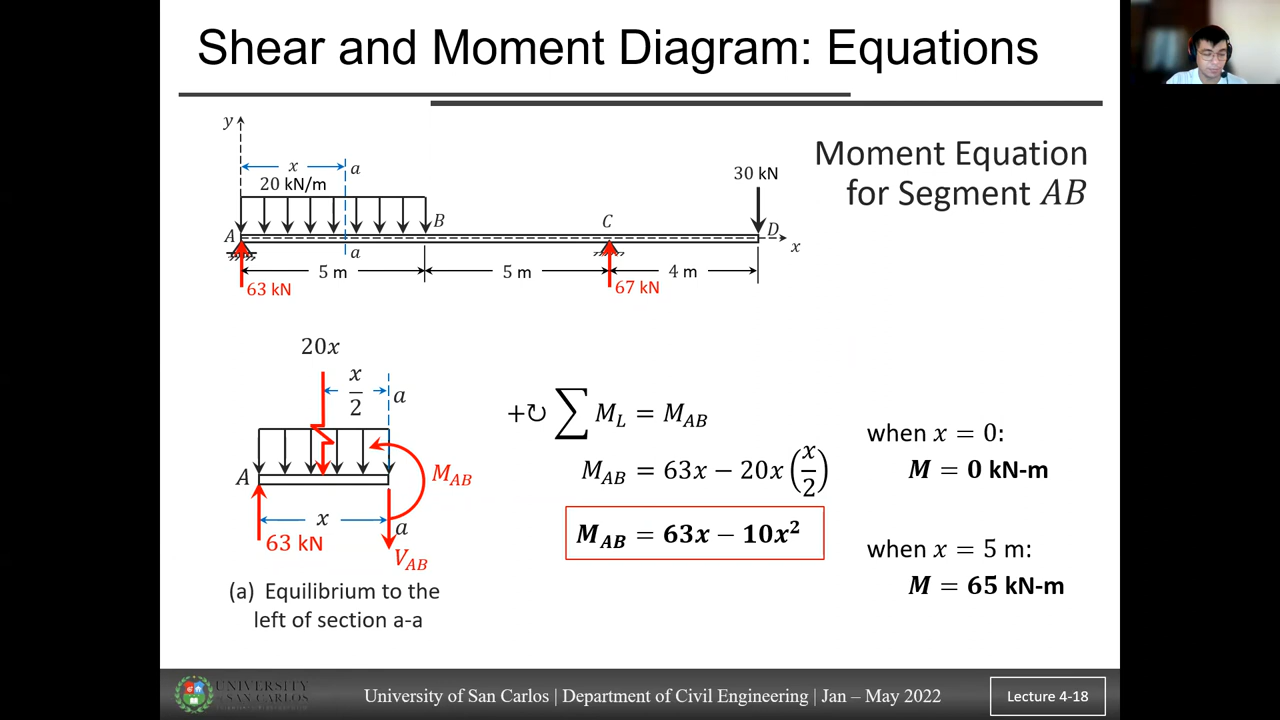 Shear and Moment Diagram: Equations
Moment Equation
for Segment AB
y
x
a
20 kN/m
30 kN
A
B
C
D
x
a
5 m
5 m
4 m
63 kN
67 kN
20x
x/2
a
A
M_AB
x
a
63 kN
V_AB
(a) Equilibrium to the
left of section a-a
+↻ ∑ M_L = M_AB
M_AB = 63x − 20x (x/2)
M_AB = 63x − 10x²
when x = 0:
M = 0 kN-m
when x = 5 m:
M = 65 kN-m
UNIVERSITY
of SAN CARLOS
University of San Carlos | Department of Civil Engineering | Jan – May 2022
Lecture 4-18